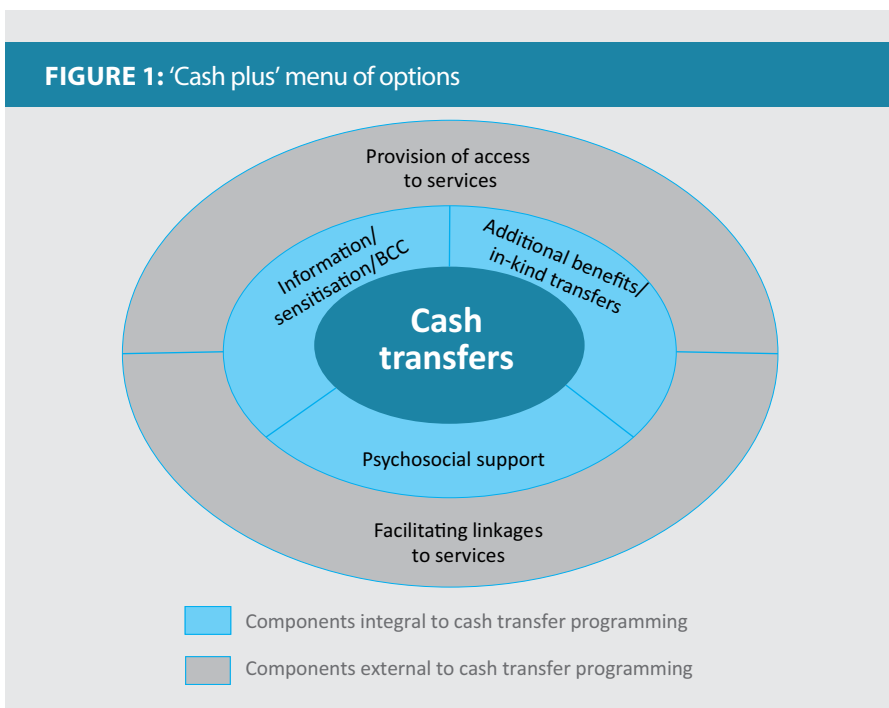 FIGURE 1: ‘Cash plus’ menu of options
Provision of access
to services
Information/
sensitisation/BCC
Additional benefits/
in-kind transfers
Cash
transfers
Psychosocial support
Facilitating linkages
to services
Components integral to cash transfer programming
Components external to cash transfer programming